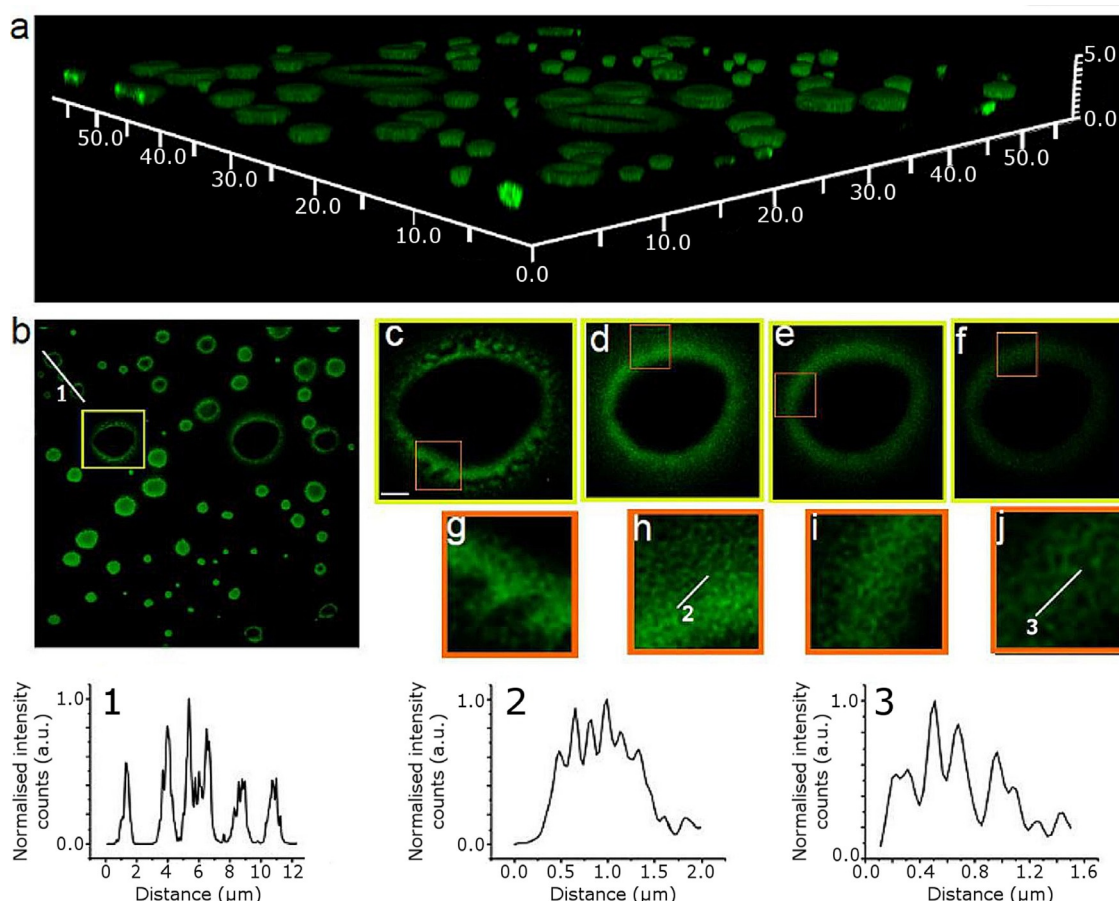 a
5.0
0.0
50.0
40.0
30.0
20.0
10.0
0.0
10.0
20.0
30.0
40.0
50.0
b
1
c
d
e
f
g
h
2
i
j
3
1
Normalised intensity
counts (a.u.)
1.0
0.0
0 2 4 6 8 10 12
Distance (µm)
2
Normalised intensity
counts (a.u.)
1.0
0.0
0.0 0.5 1.0 1.5 2.0
Distance (µm)
3
Normalised intensity
counts (a.u.)
1.0
0.0
0.0 0.4 0.8 1.2 1.6
Distance (µm)